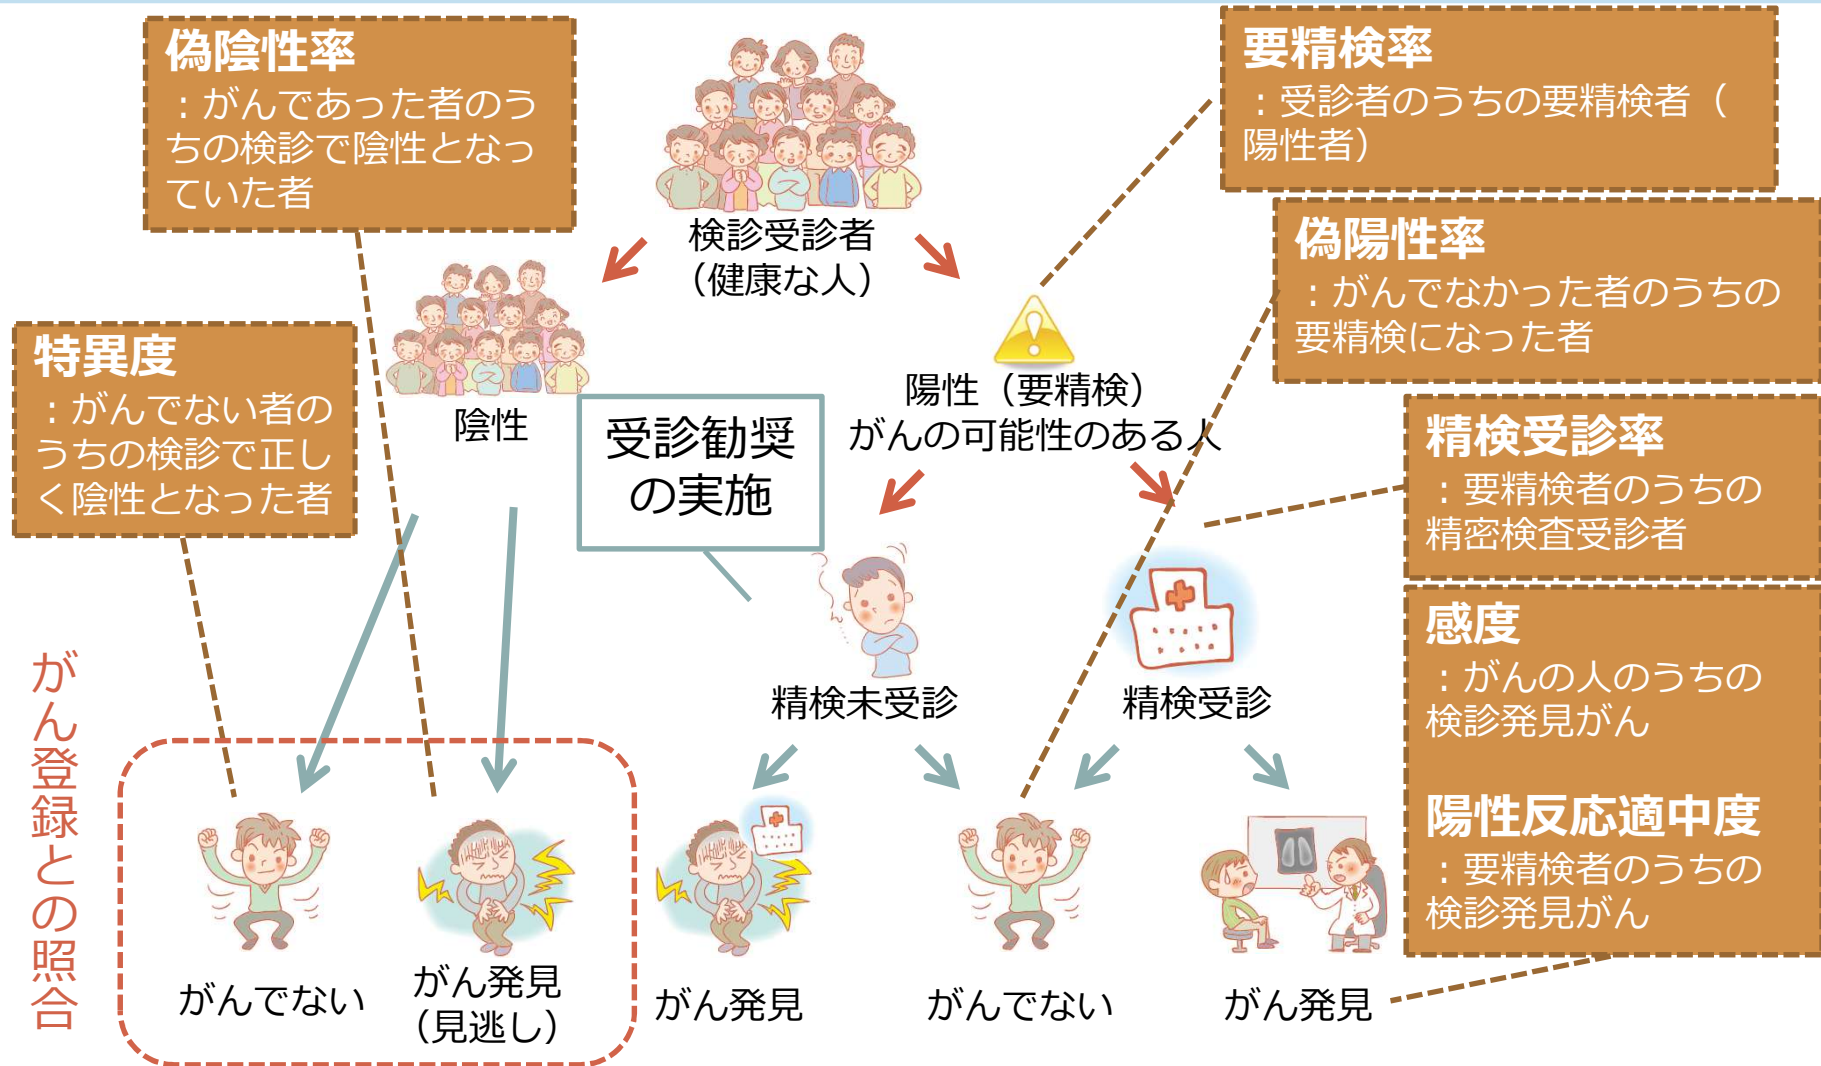 偽陰性率
：がんであった者のう
ちの検診で陰性となっ
ていた者
要精検率
：受診者のうちの要精検者（
陽性者）
検診受診者
（健康な人）
偽陽性率
：がんでなかった者のうちの
要精検になった者
特異度
：がんでない者の
うちの検診で正し
く陰性となった者
陰性
受診勧奨
の実施
陽性（要精検）
がんの可能性のある人
精検受診率
：要精検者のうちの
精密検査受診者
感度
：がんの人のうちの
検診発見がん
陽性反応適中度
：要精検者のうちの
検診発見がん
精検未受診
精検受診
がん登録との照合
がんでない
がん発見
（見逃し）
がん発見
がんでない
がん発見